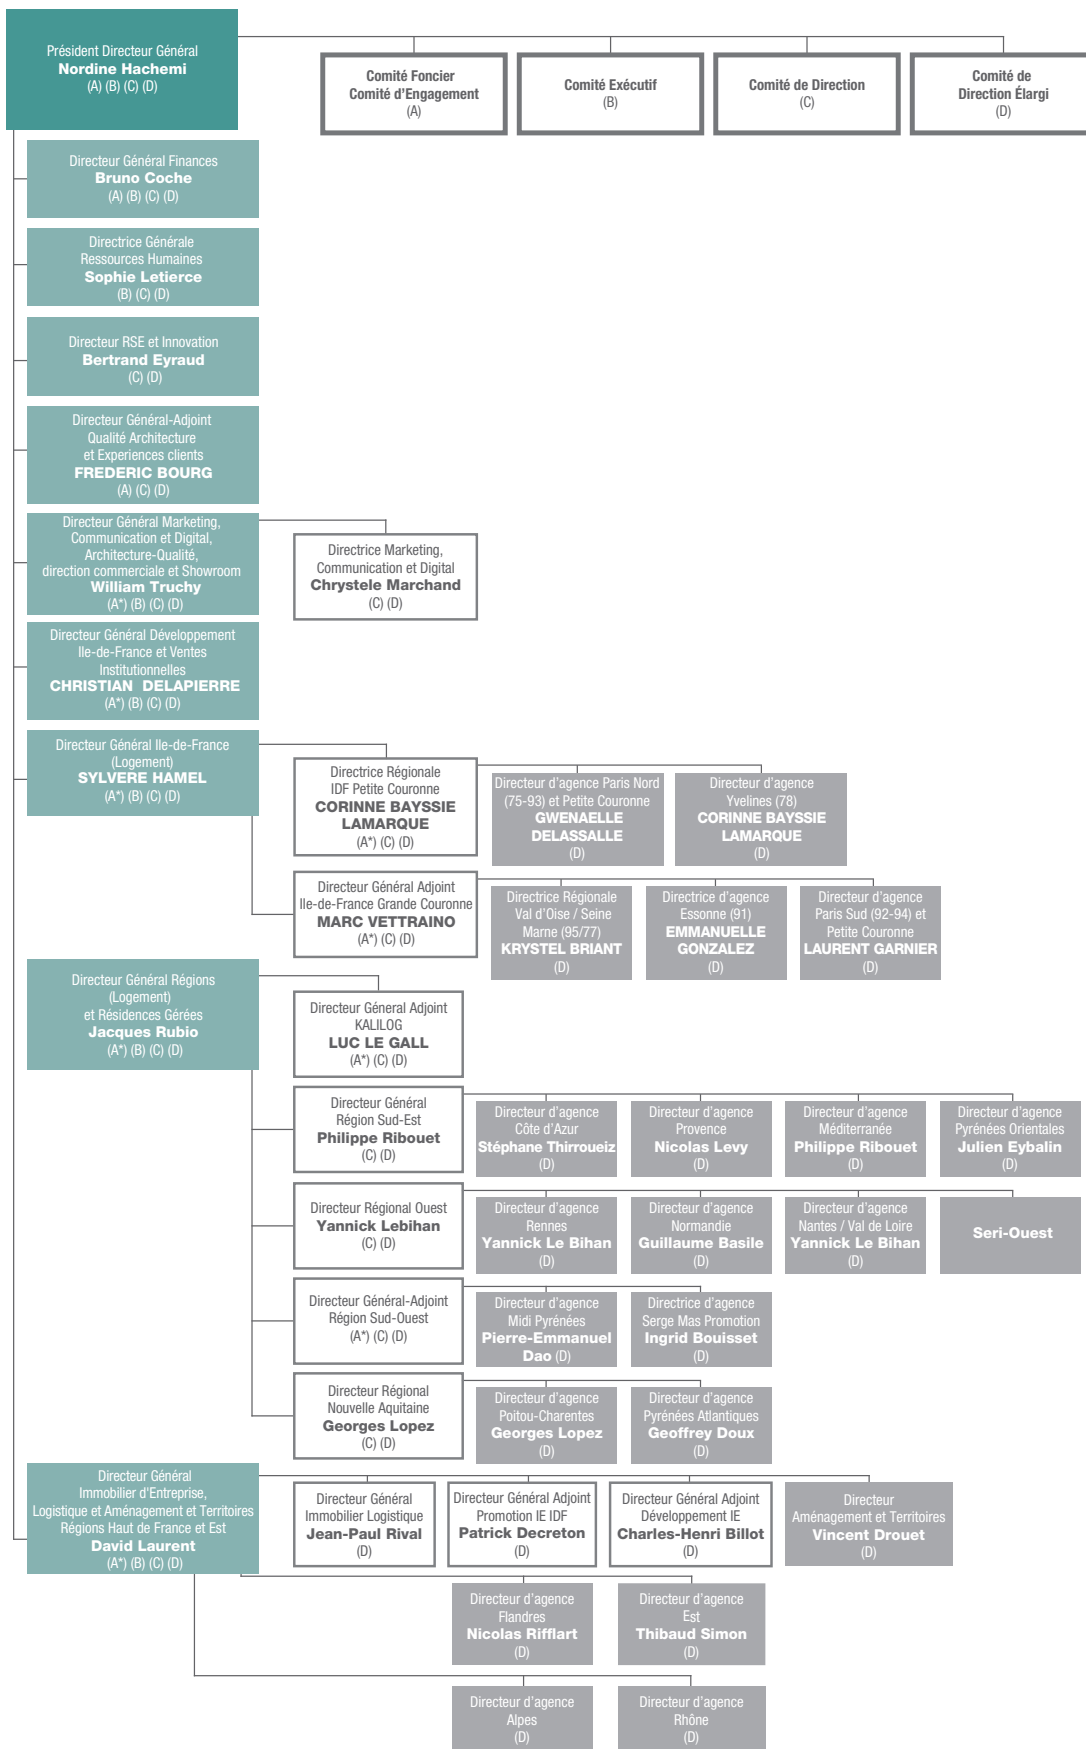 Président Directeur Général
Nordine Hachemi
(A) (B) (C) (D)
Comité Foncier
Comité d'Engagement
(A)
Comité Exécutif
(B)
Comité de Direction
(C)
Comité de
Direction Élargi
(D)
Directeur Général Finances
Bruno Coche
(A) (B) (C) (D)
Directrice Générale
Ressources Humaines
Sophie Letierce
(B) (C) (D)
Directeur RSE et Innovation
Bertrand Eyraud
(C) (D)
Directeur Général-Adjoint
Qualité Architecture
et Experiences clients
FREDERIC BOURG
(A) (C) (D)
Directeur Général Marketing,
Communication et Digital,
Architecture-Qualité,
direction commerciale et Showroom
William Truchy
(A*) (B) (C) (D)
Directrice Marketing,
Communication et Digital
Chrystele Marchand
(C) (D)
Directeur Général Développement
Ile-de-France et Ventes
Institutionnelles
CHRISTIAN DELAPIERRE
(A*) (B) (C) (D)
Directeur Général Ile-de-France
(Logement)
SYLVERE HAMEL
(A*) (B) (C) (D)
Directrice Régionale
IDF Petite Couronne
CORINNE BAYSSIE
LAMARQUE
(A*) (C) (D)
Directeur d'agence Paris Nord
(75-93) et Petite Couronne
GWENAELLE
DELASSALLE
(D)
Directeur d'agence
Yvelines (78)
CORINNE BAYSSIE
LAMARQUE
(D)
Directeur Général Adjoint
Ile-de-France Grande Couronne
MARC VETTRAINO
(A*) (C) (D)
Directrice Régionale
Val d'Oise / Seine
Marne (95/77)
KRYSTEL BRIANT
(D)
Directrice d'agence
Essonne (91)
EMMANUELLE
GONZALEZ
(D)
Directeur d'agence
Paris Sud (92-94) et
Petite Couronne
LAURENT GARNIER
(D)
Directeur Général Régions
(Logement)
et Résidences Gérées
Jacques Rubio
(A*) (B) (C) (D)
Directeur Géneral Adjoint
KALILOG
LUC LE GALL
(A*) (C) (D)
Directeur Général
Région Sud-Est
Philippe Ribouet
(C) (D)
Directeur d'agence
Côte d'Azur
Stéphane Thirroueiz
(D)
Directeur d'agence
Provence
Nicolas Levy
(D)
Directeur d'agence
Méditerranée
Philippe Ribouet
(D)
Directeur d'agence
Pyrénées Orientales
Julien Eybalin
(D)
Directeur Régional Ouest
Yannick Lebihan
(C) (D)
Directeur d'agence
Rennes
Yannick Le Bihan
(D)
Directeur d'agence
Normandie
Guillaume Basile
(D)
Directeur d'agence
Nantes / Val de Loire
Yannick Le Bihan
(D)
Seri-Ouest
Directeur Général-Adjoint
Région Sud-Ouest
(A*) (C) (D)
Directeur d'agence
Midi Pyrénées
Pierre-Emmanuel
Dao (D)
Directrice d'agence
Serge Mas Promotion
Ingrid Bouisset
(D)
Directeur Régional
Nouvelle Aquitaine
Georges Lopez
(C) (D)
Directeur d'agence
Poitou-Charentes
Georges Lopez
(D)
Directeur d'agence
Pyrénées Atlantiques
Geoffrey Doux
(D)
Directeur Général
Immobilier d'Entreprise,
Logistique et Aménagement et Territoires
Régions Haut de France et Est
David Laurent
(A*) (B) (C) (D)
Directeur Général
Immobilier Logistique
Jean-Paul Rival
(D)
Directeur Général Adjoint
Promotion IE IDF
Patrick Decreton
(D)
Directeur Général Adjoint
Développement IE
Charles-Henri Billot
(D)
Directeur
Aménagement et Territoires
Vincent Drouet
(D)
Directeur d'agence
Flandres
Nicolas Rifflart
(D)
Directeur d'agence
Est
Thibaud Simon
(D)
Directeur d'agence
Alpes
(D)
Directeur d'agence
Rhône
(D)